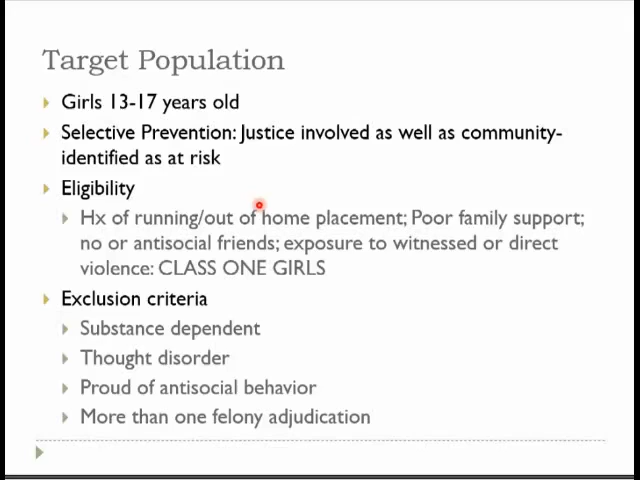 Target Population
Girls 13-17 years old
Selective Prevention: Justice involved as well as community-
identified as at risk
Eligibility
Hx of running/out of home placement; Poor family support;
no or antisocial friends; exposure to witnessed or direct
violence: CLASS ONE GIRLS
Exclusion criteria
Substance dependent
Thought disorder
Proud of antisocial behavior
More than one felony adjudication